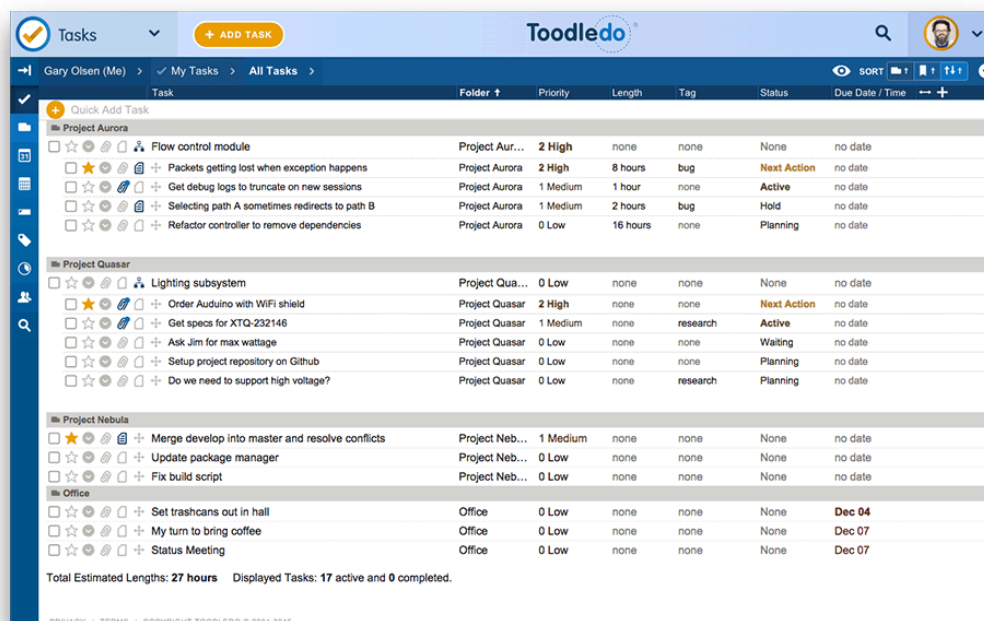 Tasks ADD TASK Toodledo
Gary Olsen (Me) My Tasks All Tasks SORT
Task Folder Priority Length Tag Status Due Date / Time
Quick Add Task
Project Aurora
Flow control module Project Aur... 2 High none none None no date
Packets getting lost when exception happens Project Aurora 2 High 8 hours bug Next Action no date
31 Get debug logs to truncate on new sessions Project Aurora 1 Medium 1 hour none Active no date
Selecting path A sometimes redirects to path B Project Aurora 1 Medium 2 hours bug Hold no date
Refactor controller to remove dependencies Project Aurora 0 Low 16 hours none Planning no date
Project Quasar
Lighting subsystem Project Qua... 0 Low none none None no date
Order Auduino with WiFi shield Project Quasar 2 High none none Next Action no date
Get specs for XTQ-232146 Project Quasar 1 Medium none research Active no date
Ask Jim for max wattage Project Quasar 0 Low none none Waiting no date
Setup project repository on Github Project Quasar 0 Low none none Planning no date
Do we need to support high voltage? Project Quasar 0 Low none research Planning no date
Project Nebula
Merge develop into master and resolve conflicts Project Neb... 1 Medium none none None no date
Update package manager Project Neb... 0 Low none none None no date
Fix build script Project Neb... 0 Low none none None no date
Office
Set trashcans out in hall Office 0 Low none none None Dec 04
My turn to bring coffee Office 0 Low none none None Dec 07
Status Meeting Office 0 Low none none None Dec 07
Total Estimated Lengths: 27 hours Displayed Tasks: 17 active and 0 completed.